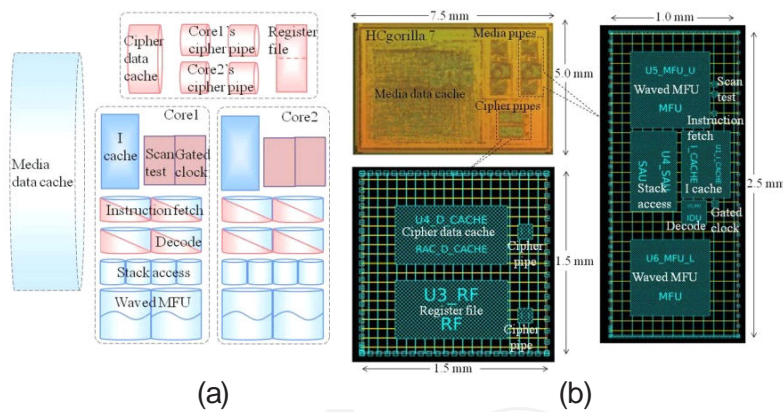 Cipher
data
cache
Core1's
cipher pipe
Core2's
cipher pipe
Register
file
Media
data cache
Core1
I
cache
Scan
test
Gated
clock
Instruction fetch
Decode
Stack access
Waved MFU
Core2
(a)
7.5 mm
HCgorilla 7
Media pipes
Media data cache
Cipher pipes
5.0 mm
1.5 mm
U4_D_CACHE
Cipher data cache
RAC_D_CACHE
Cipher
pipe
U3_RF
Register file
RF
Cipher
pipe
1.5 mm
1.0 mm
U5_MFU_U
Waved MFU
MFU
Scan
test
Instruction
fetch
U4_SAU
SAU
Stack
access
I_CACHE
I cache
Decode
IDU
Gated
clock
U6_MFU_L
Waved MFU
MFU
2.5 mm
(b)